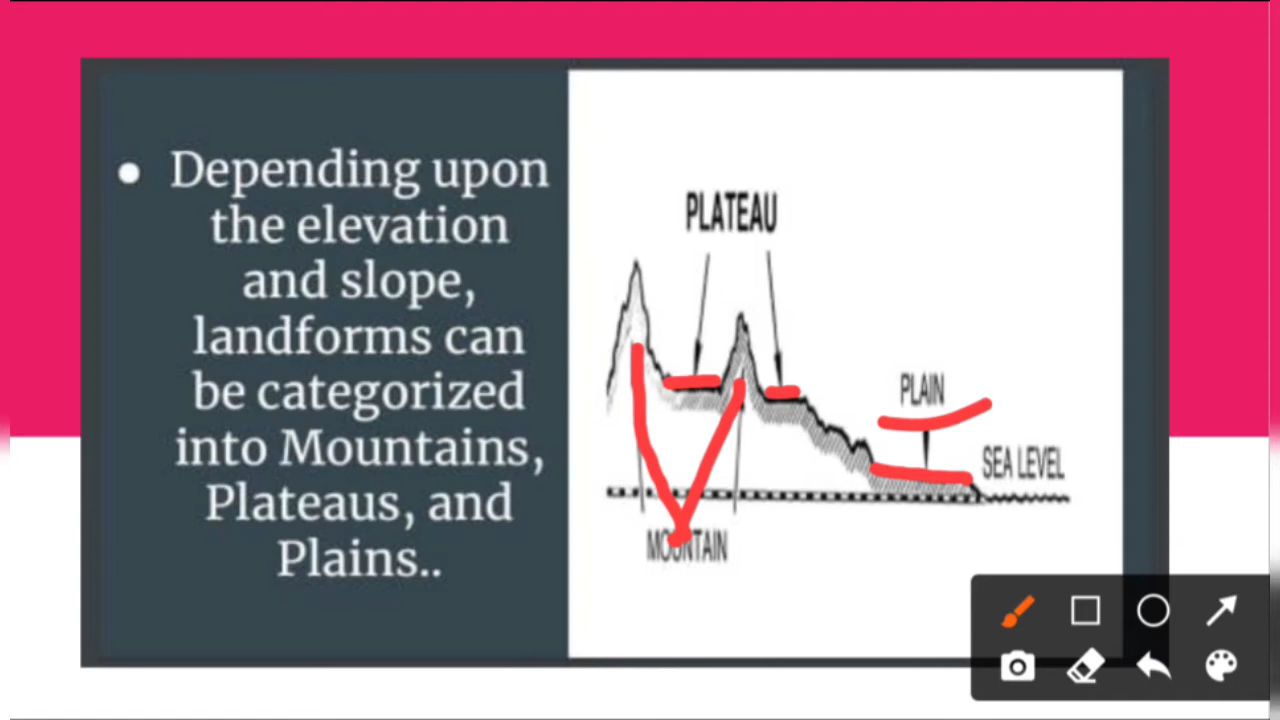 ● Depending upon
the elevation
and slope,
landforms can
be categorized
into Mountains,
Plateaus, and
Plains..
PLATEAU
PLAIN
SEA LEVEL
MOUNTAIN